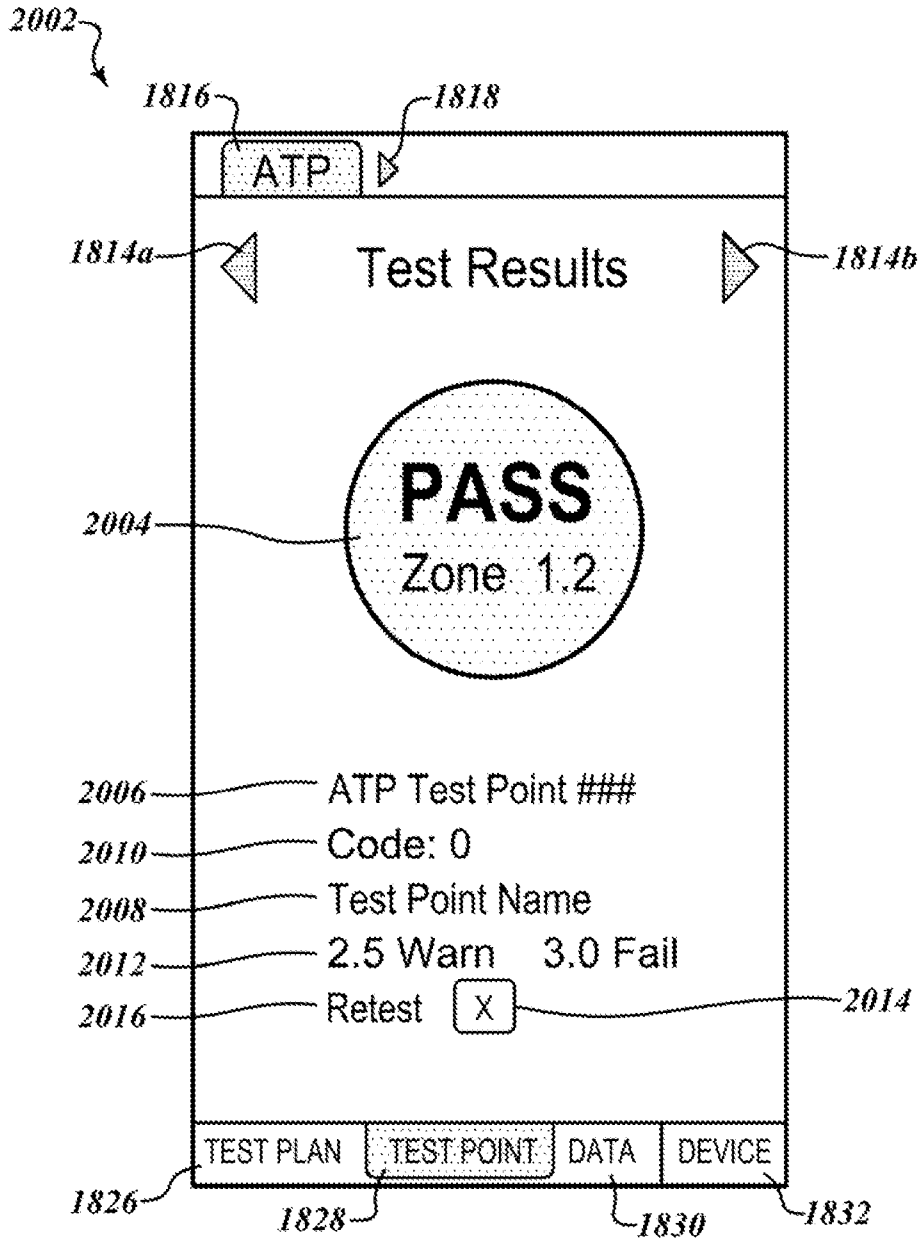 2002
1816
1818
ATP
1814a
Test Results
1814b
PASS
2004
Zone 1.2
2006
ATP Test Point ###
2010
Code: 0
2008
Test Point Name
2012
2.5 Warn 3.0 Fail
2016
Retest X
2014
TEST PLAN TEST POINT DATA DEVICE
1826
1828
1830
1832